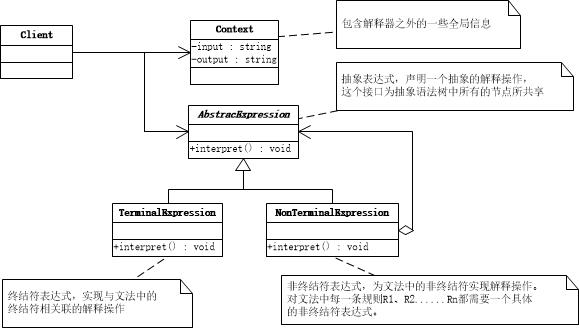 Client
Context
-input : string
-output : string
包含解释器之外的一些全局信息
抽象表达式，声明一个抽象的解释操作，
这个接口为抽象语法树中所有的节点所共享
AbstracExpression
+interpret() : void
TerminalExpression
+interpret() : void
NonTerminalExpression
+interpret() : void
终结符表达式，实现与文法中的
终结符相关联的解释操作
非终结符表达式，为文法中的非终结符实现解释操作。
对文法中每一条规则R1、R2......Rn都需要一个具体
的非终结符表达式。